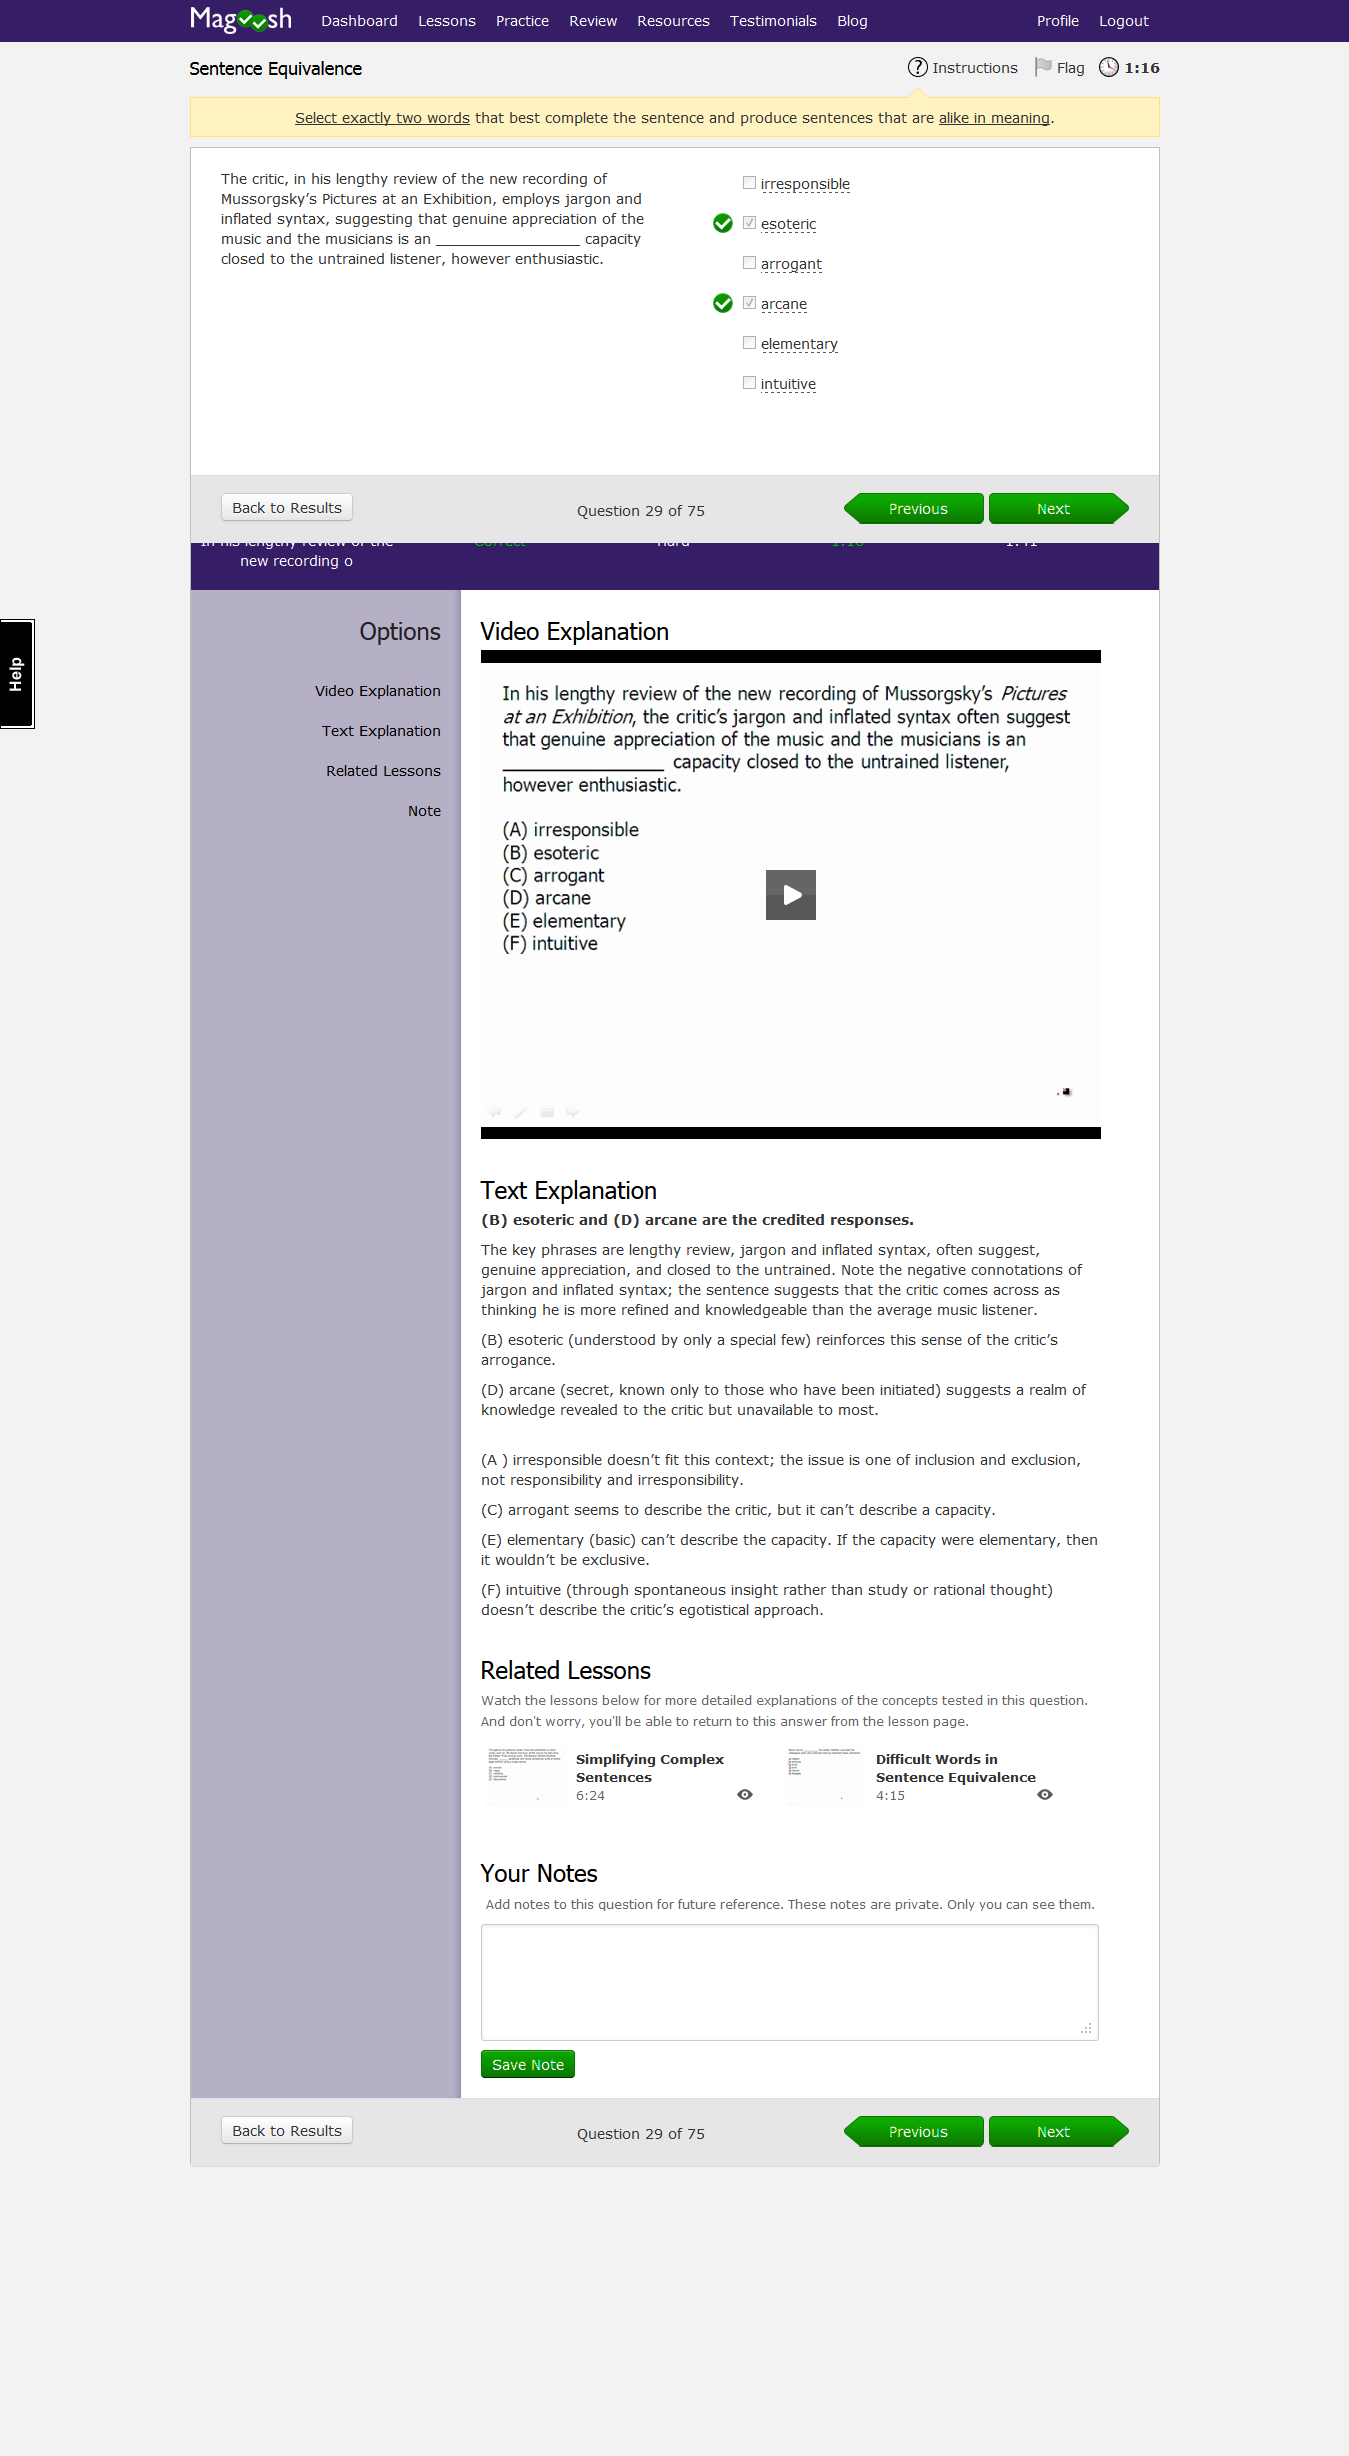 Magoosh Dashboard Lessons Practice Review Resources Testimonials Blog Profile Logout
Sentence Equivalence
Instructions Flag 1:16
Select exactly two words that best complete the sentence and produce sentences that are alike in meaning.
The critic, in his lengthy review of the new recording of
Mussorgsky’s Pictures at an Exhibition, employs jargon and
inflated syntax, suggesting that genuine appreciation of the
music and the musicians is an ________________ capacity
closed to the untrained listener, however enthusiastic.
irresponsible
esoteric
arrogant
arcane
elementary
intuitive
Back to Results
Question 29 of 75
Previous Next
In his lengthy review of the Correct Hard 1:16 1:41
new recording o
Help
Options
Video Explanation
Text Explanation
Related Lessons
Note
Video Explanation
In his lengthy review of the new recording of Mussorgsky’s Pictures
at an Exhibition, the critic’s jargon and inflated syntax often suggest
that genuine appreciation of the music and the musicians is an
________________ capacity closed to the untrained listener,
however enthusiastic.
(A) irresponsible
(B) esoteric
(C) arrogant
(D) arcane
(E) elementary
(F) intuitive
Text Explanation
(B) esoteric and (D) arcane are the credited responses.
The key phrases are lengthy review, jargon and inflated syntax, often suggest,
genuine appreciation, and closed to the untrained. Note the negative connotations of
jargon and inflated syntax; the sentence suggests that the critic comes across as
thinking he is more refined and knowledgeable than the average music listener.
(B) esoteric (understood by only a special few) reinforces this sense of the critic’s
arrogance.
(D) arcane (secret, known only to those who have been initiated) suggests a realm of
knowledge revealed to the critic but unavailable to most.
(A ) irresponsible doesn’t fit this context; the issue is one of inclusion and exclusion,
not responsibility and irresponsibility.
(C) arrogant seems to describe the critic, but it can’t describe a capacity.
(E) elementary (basic) can’t describe the capacity. If the capacity were elementary, then
it wouldn’t be exclusive.
(F) intuitive (through spontaneous insight rather than study or rational thought)
doesn’t describe the critic’s egotistical approach.
Related Lessons
Watch the lessons below for more detailed explanations of the concepts tested in this question.
And don't worry, you'll be able to return to this answer from the lesson page.
Simplifying Complex
Sentences
6:24
Difficult Words in
Sentence Equivalence
4:15
Your Notes
Add notes to this question for future reference. These notes are private. Only you can see them.
Save Note
Back to Results
Question 29 of 75
Previous Next